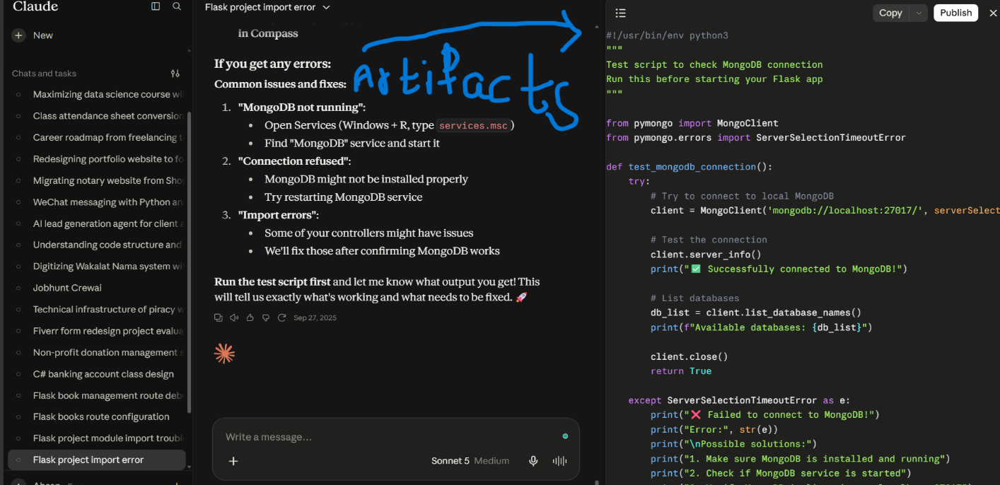 Claude
New
Chats and tasks
Maximizing data science course wi
Class attendance sheet conversion
Career roadmap from freelancing t
Redesigning portfolio website to fo
Migrating notary website from Sho
WeChat messaging with Python an
AI lead generation agent for client a
Understanding code structure and
Digitizing Wakalat Nama system wi
Jobhunt Crewai
Technical infrastructure of piracy w
Fiverr form redesign project evalua
Non-profit donation management s
C# banking account class design
Flask book management route deb
Flask books route configuration
Flask project module import troubl
Flask project import error
Flask project import error
in Compass
Artifacts
If you get any errors:
Common issues and fixes:
1. "MongoDB not running":
• Open Services (Windows + R, type services.msc)
• Find "MongoDB" service and start it
2. "Connection refused":
• MongoDB might not be installed properly
• Try restarting MongoDB service
3. "Import errors":
• Some of your controllers might have issues
• We'll fix those after confirming MongoDB works
Run the test script first and let me know what output you get! This
will tell us exactly what's working and what needs to be fixed. 🚀
Sep 27, 2025
Write a message...
Sonnet 5 Medium
Copy
Publish
#!/usr/bin/env python3
"""
Test script to check MongoDB connection
Run this before starting your Flask app
"""
from pymongo import MongoClient
from pymongo.errors import ServerSelectionTimeoutError
def test_mongodb_connection():
try:
# Try to connect to local MongoDB
client = MongoClient('mongodb://localhost:27017/', serverSelect
# Test the connection
client.server_info()
print("✅ Successfully connected to MongoDB!")
# List databases
db_list = client.list_database_names()
print(f"Available databases: {db_list}")
client.close()
return True
except ServerSelectionTimeoutError as e:
print("❌ Failed to connect to MongoDB!")
print("Error:", str(e))
print("\nPossible solutions:")
print("1. Make sure MongoDB is installed and running")
print("2. Check if MongoDB service is started")